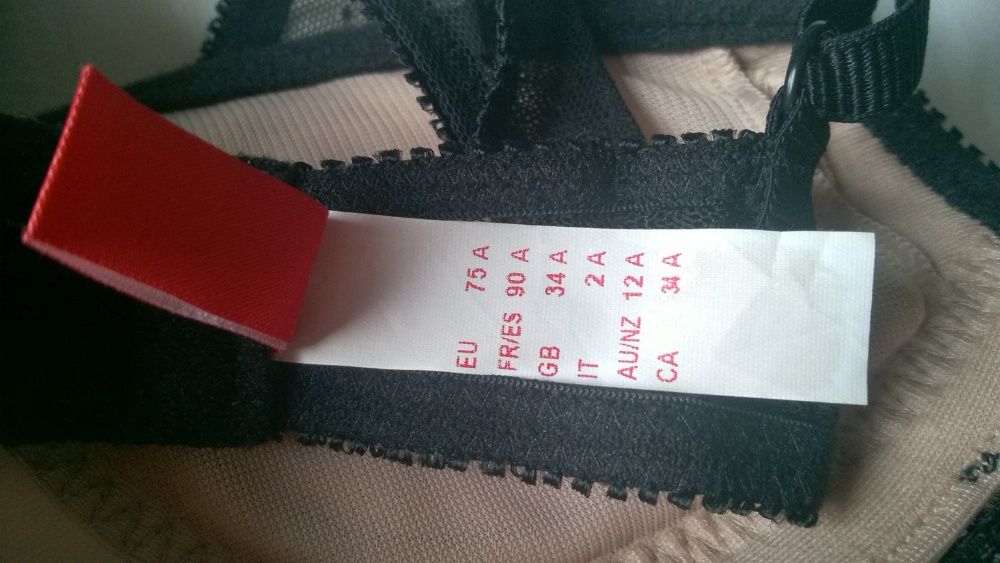 EU 75 A
FR/ES 90 A
GB 34 A
IT 2 A
AU/NZ 12 A
CA 34 A